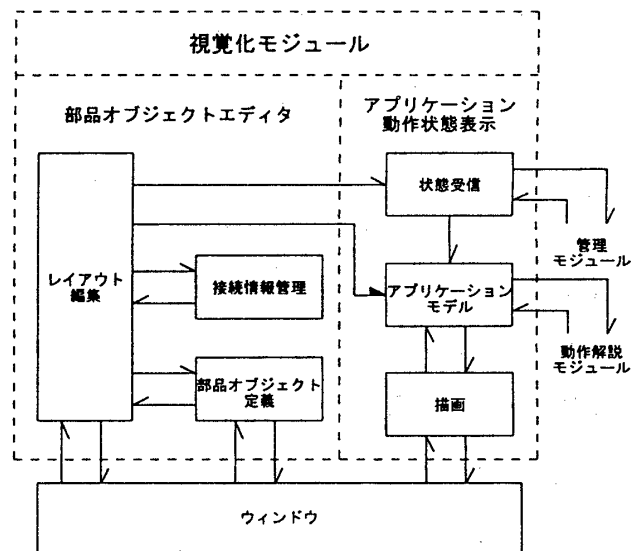 視覚化モジュール
部品オブジェクトエディタ
アプリケーション
動作状態表示
状態受信
管理
モジュール
レイアウト
編集
接続情報管理
アプリケーション
モデル
動作解説
モジュール
部品オブジェクト
定義
描画
ウィンドウ